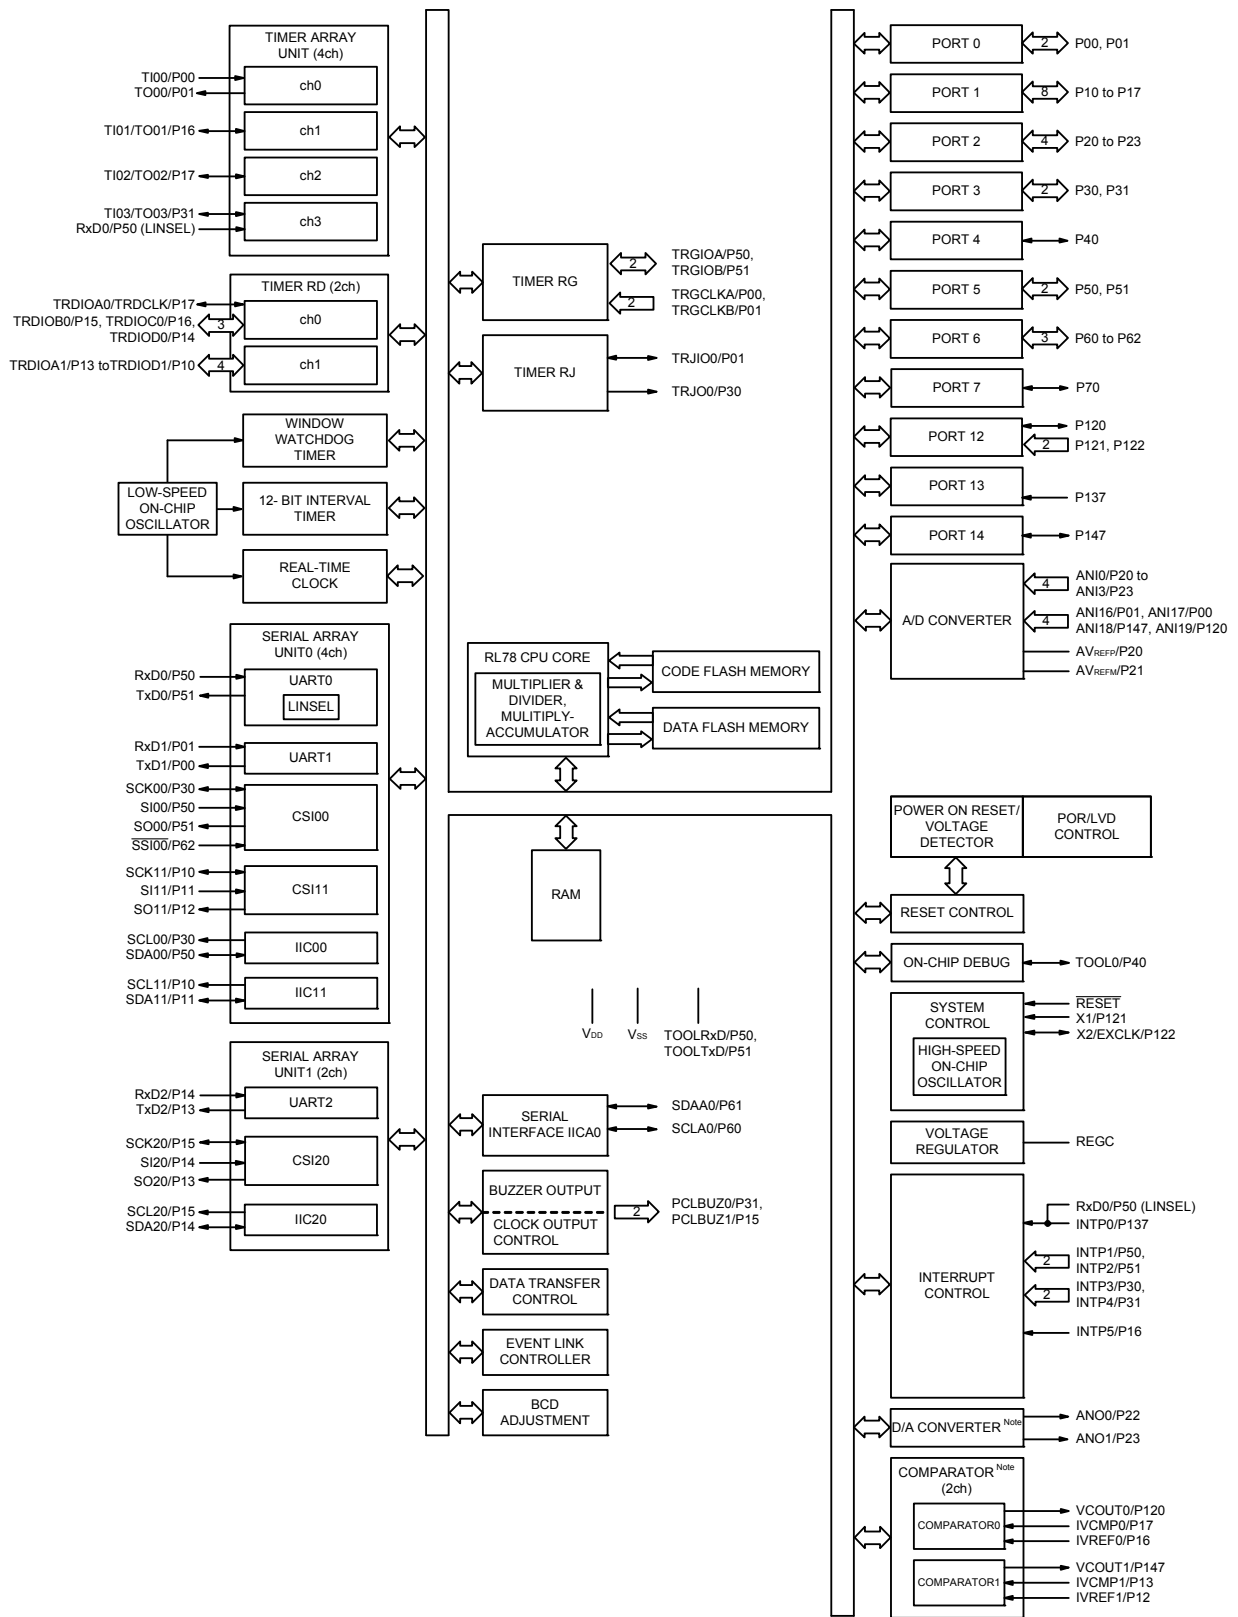 TIMER ARRAY
UNIT (4ch)
ch0
ch1
ch2
ch3
TI00/P00
TO00/P01
TI01/TO01/P16
TI02/TO02/P17
TI03/TO03/P31
RxD0/P50 (LINSEL)
TIMER RD (2ch)
ch0
ch1
TRDIOA0/TRDCLK/P17
TRDIOB0/P15, TRDIOC0/P16,
TRDIOD0/P14
3
TRDIOA1/P13 toTRDIOD1/P10
4
WINDOW
WATCHDOG
TIMER
LOW-SPEED
ON-CHIP
OSCILLATOR
12- BIT INTERVAL
TIMER
REAL-TIME
CLOCK
SERIAL ARRAY
UNIT0 (4ch)
UART0
LINSEL
RxD0/P50
TxD0/P51
UART1
RxD1/P01
TxD1/P00
CSI00
SCK00/P30
SI00/P50
SO00/P51
SSI00/P62
CSI11
SCK11/P10
SI11/P11
SO11/P12
IIC00
SCL00/P30
SDA00/P50
IIC11
SCL11/P10
SDA11/P11
SERIAL ARRAY
UNIT1 (2ch)
UART2
RxD2/P14
TxD2/P13
CSI20
SCK20/P15
SI20/P14
SO20/P13
IIC20
SCL20/P15
SDA20/P14
TIMER RG
2
TRGIOA/P50,
TRGIOB/P51
2
TRGCLKA/P00,
TRGCLKB/P01
TIMER RJ
TRJIO0/P01
TRJO0/P30
RL78 CPU CORE
MULTIPLIER &
DIVIDER,
MULITIPLY-
ACCUMULATOR
CODE FLASH MEMORY
DATA FLASH MEMORY
RAM
VDD
VSS
TOOLRxD/P50,
TOOLTxD/P51
SERIAL
INTERFACE IICA0
SDAA0/P61
SCLA0/P60
BUZZER OUTPUT
CLOCK OUTPUT
CONTROL
2
PCLBUZ0/P31,
PCLBUZ1/P15
DATA TRANSFER
CONTROL
EVENT LINK
CONTROLLER
BCD
ADJUSTMENT
PORT 0
2
P00, P01
PORT 1
8
P10 to P17
PORT 2
4
P20 to P23
PORT 3
2
P30, P31
PORT 4
P40
PORT 5
2
P50, P51
PORT 6
3
P60 to P62
PORT 7
P70
PORT 12
P120
2
P121, P122
PORT 13
P137
PORT 14
P147
A/D CONVERTER
4
ANI0/P20 to
ANI3/P23
4
ANI16/P01, ANI17/P00
ANI18/P147, ANI19/P120
AVREFP/P20
AVREFM/P21
POWER ON RESET/
VOLTAGE
DETECTOR
POR/LVD
CONTROL
RESET CONTROL
ON-CHIP DEBUG
TOOL0/P40
SYSTEM
CONTROL
HIGH-SPEED
ON-CHIP
OSCILLATOR
RESET
X1/P121
X2/EXCLK/P122
VOLTAGE
REGULATOR
REGC
INTERRUPT
CONTROL
RxD0/P50 (LINSEL)
INTP0/P137
2
INTP1/P50,
INTP2/P51
2
INTP3/P30,
INTP4/P31
INTP5/P16
D/A CONVERTER Note
ANO0/P22
ANO1/P23
COMPARATOR Note
(2ch)
COMPARATOR0
VCOUT0/P120
IVCMP0/P17
IVREF0/P16
COMPARATOR1
VCOUT1/P147
IVCMP1/P13
IVREF1/P12